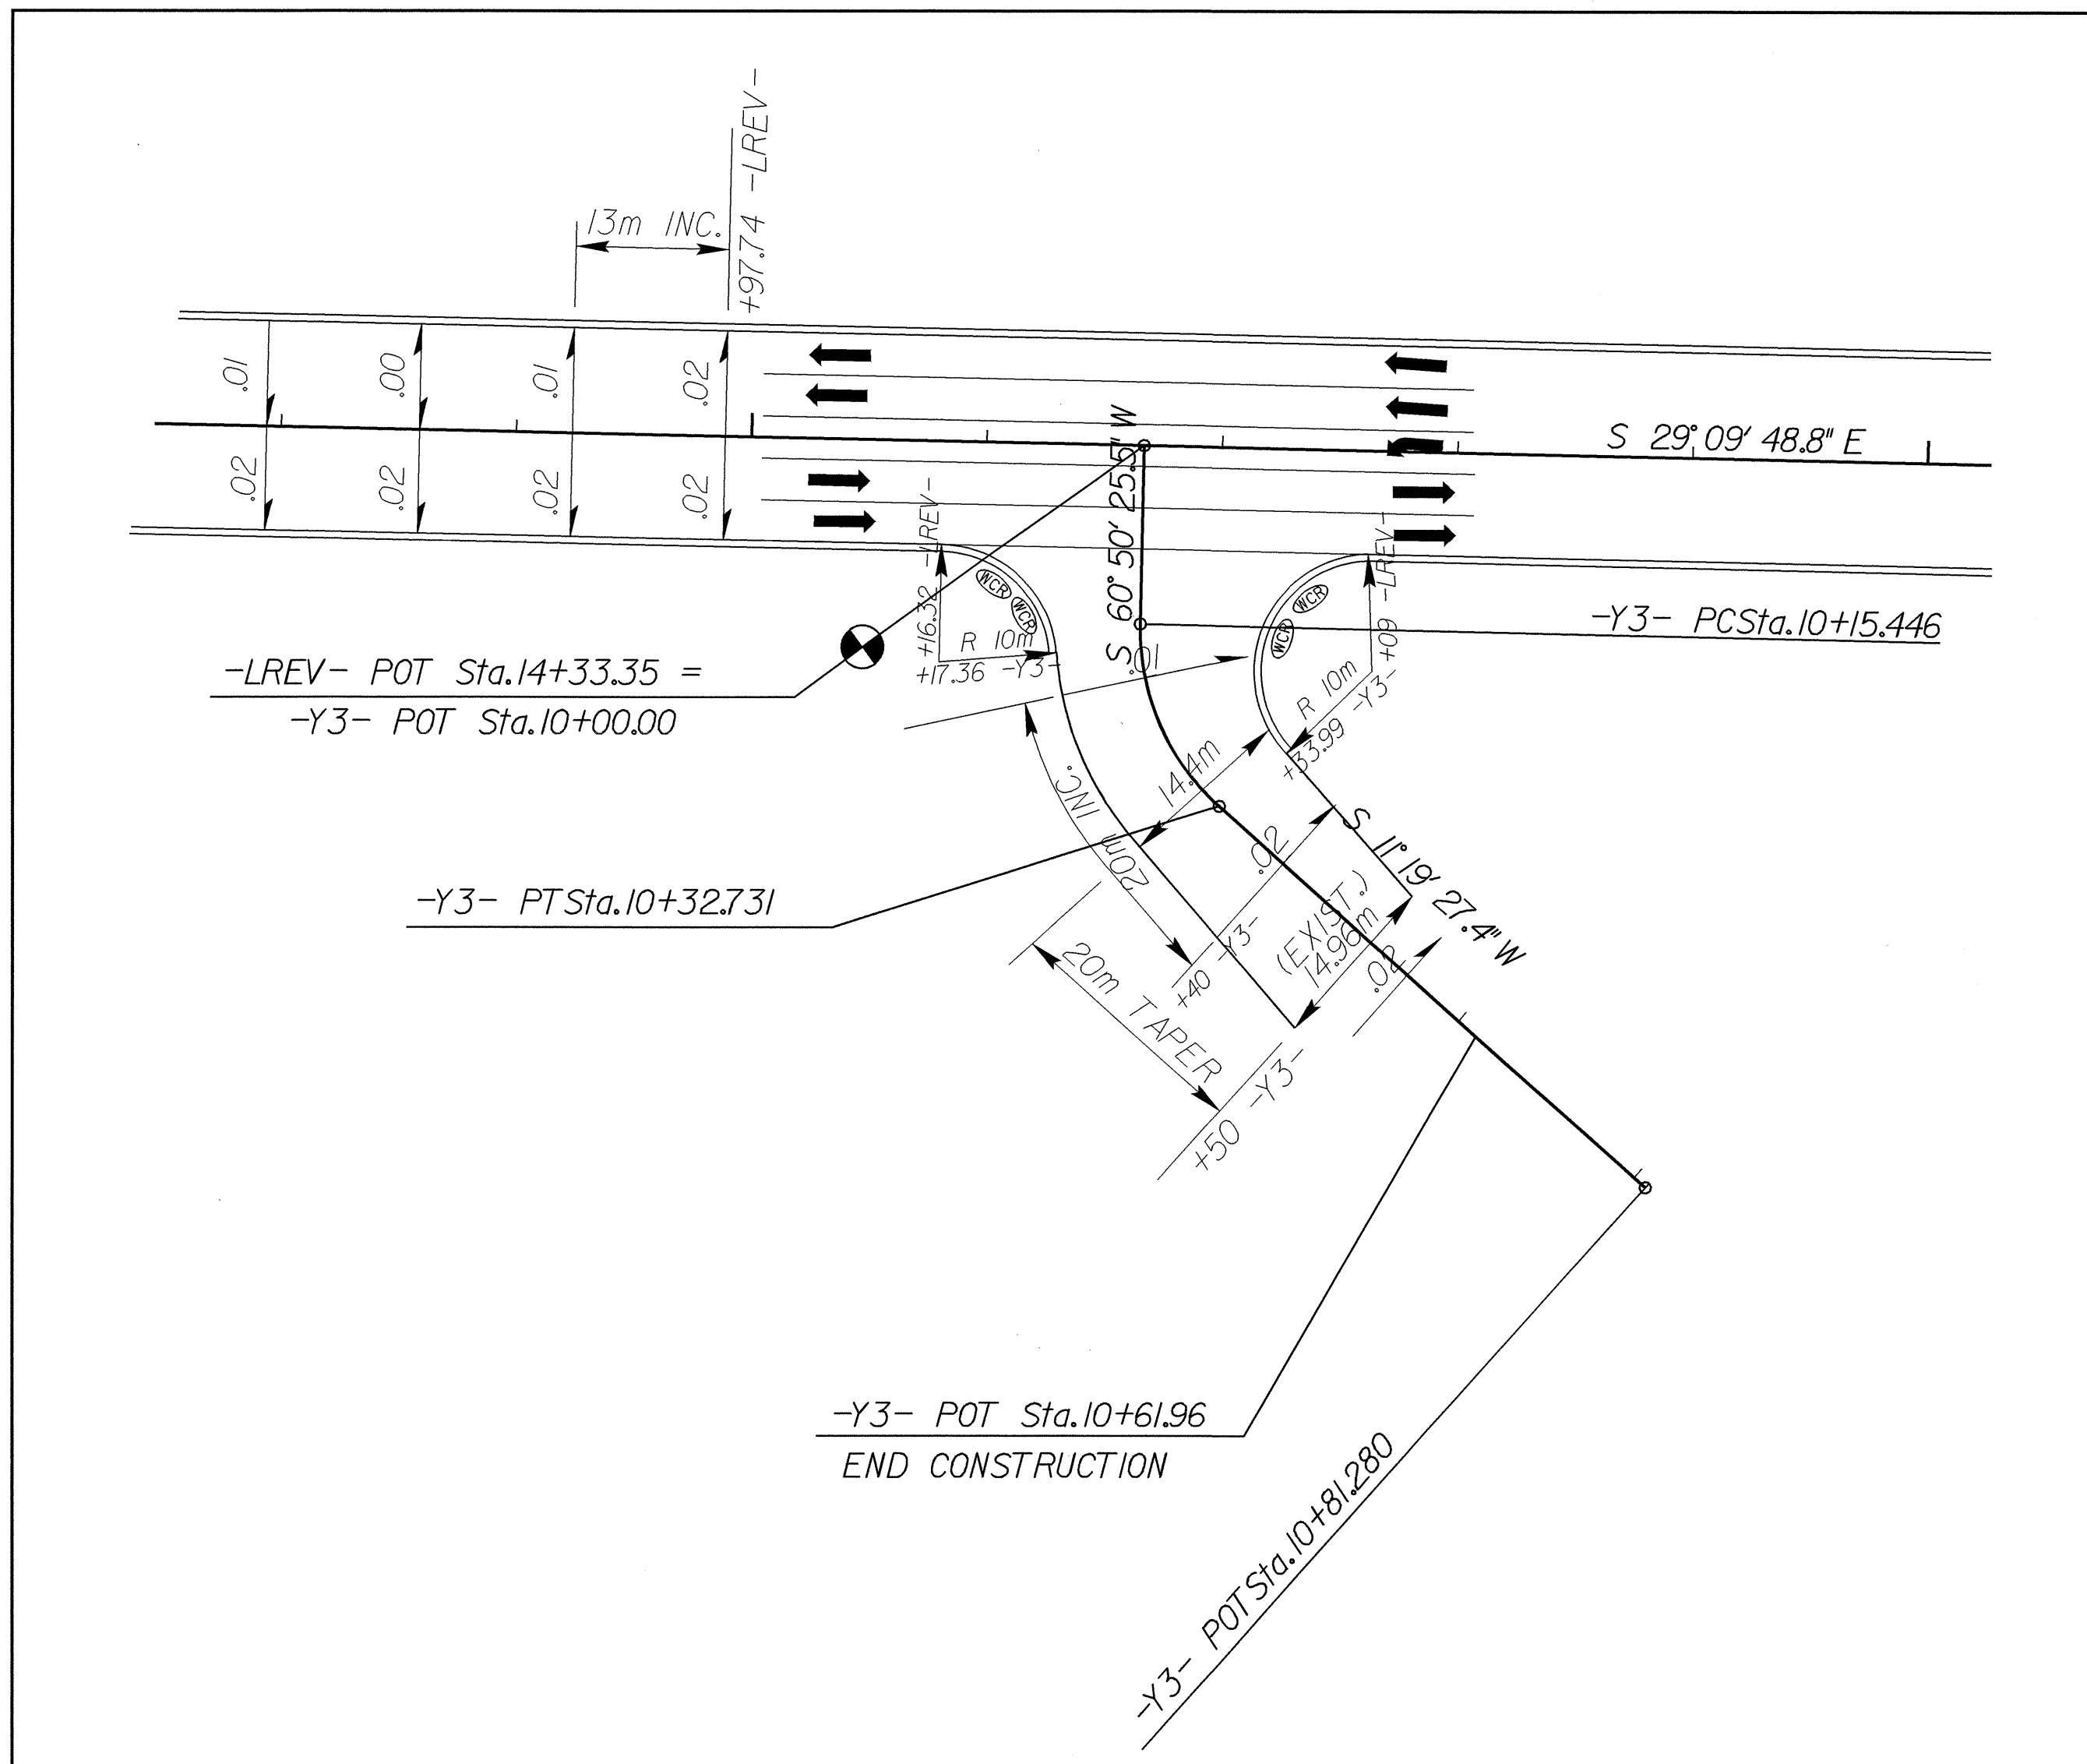 +97.74 -LREV-
13m INC.
.01
.00
.01
.02
.02
.02
.02
.02
S 29° 09' 48.8" E
S 60° 50' 25.5" W
+16.32 -LREV-
WCR
WCR
R 10m
+17.36 -Y3-
WCR
WCR
+09 -LREV-
R 10m
+33.99 -Y3-
-Y3- PCSta.10+15.446
-LREV- POT Sta.14+33.35 =
-Y3- POT Sta.10+00.00
.01
14.4m
20m INC.
-Y3- PTSta.10+32.731
.02
S 11° 19' 27.4" W
(EXIST.)
14.96m
.02
+40 -Y3-
20m TAPER
+50 -Y3-
-Y3- POT Sta.10+61.96
END CONSTRUCTION
-Y3- POTSta.10+81.280